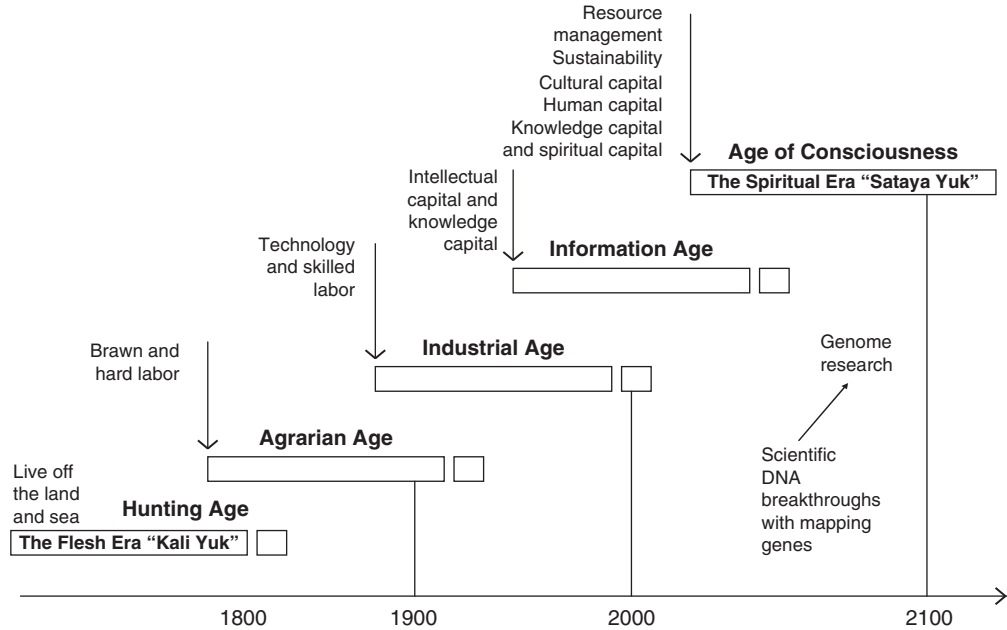 Resource
management
Sustainability
Cultural capital
Human capital
Knowledge capital
and spiritual capital
Age of Consciousness
The Spiritual Era “Sataya Yuk”
Intellectual
capital and
knowledge
capital
Information Age
Technology
and skilled
labor
Industrial Age
Genome
research
Brawn and
hard labor
Agrarian Age
Scientific
DNA
breakthroughs
with mapping
genes
Live off
the land
and sea
Hunting Age
The Flesh Era “Kali Yuk”
1800
1900
2000
2100